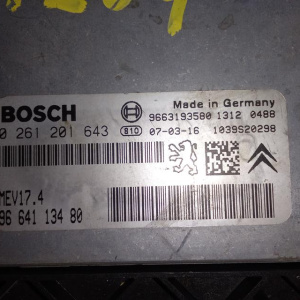 BOSCH
Made in Germany
9663193580 1312 0488
0 261 201 643 B10 07-03-16 1039S20298
MEV17.4
96 641 134 80